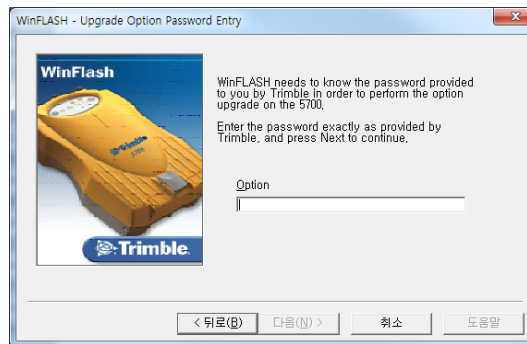 WinFLASH - Upgrade Option Password Entry
WinFlash
WinFLASH needs to know the password provided
to you by Trimble in order to perform the option
upgrade on the 5700.
Enter the password exactly as provided by
Trimble, and press Next to continue.
Option
Trimble
Trimble.
< 뒤로(B)
다음(N) >
취소
도움말